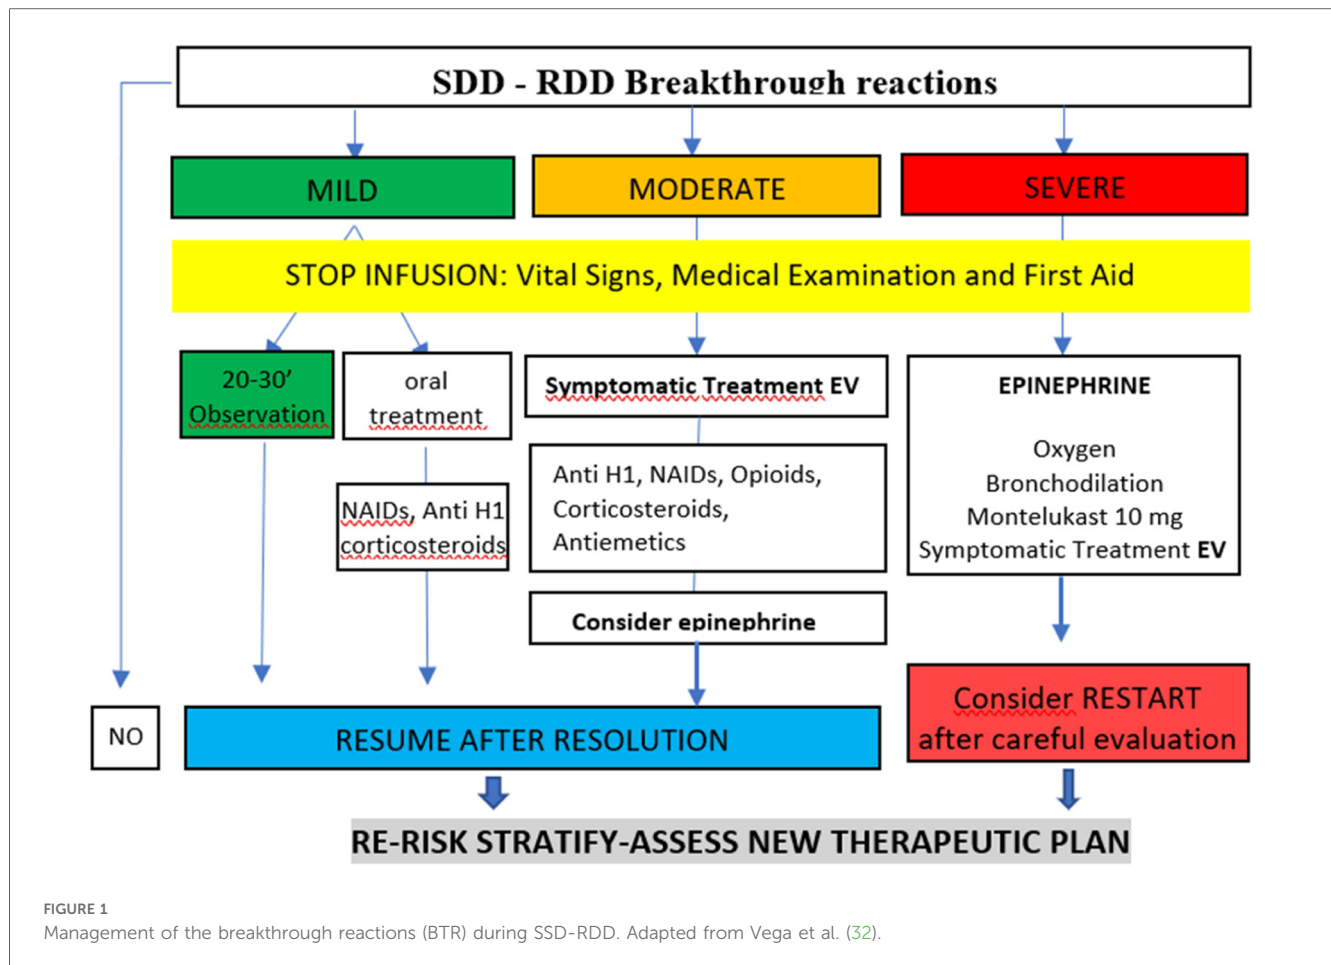 SDD - RDD Breakthrough reactions
MILD
MODERATE
SEVERE
STOP INFUSION: Vital Signs, Medical Examination and First Aid
20-30’
Observation
oral
treatment
NAIDs, Anti H1
corticosteroids
Symptomatic Treatment EV
Anti H1, NAIDs, Opioids,
Corticosteroids,
Antiemetics
Consider epinephrine
EPINEPHRINE
Oxygen
Bronchodilation
Montelukast 10 mg
Symptomatic Treatment EV
NO
RESUME AFTER RESOLUTION
Consider RESTART
after careful evaluation
RE-RISK STRATIFY-ASSESS NEW THERAPEUTIC PLAN
FIGURE 1
Management of the breakthrough reactions (BTR) during SSD-RDD. Adapted from Vega et al. (32).